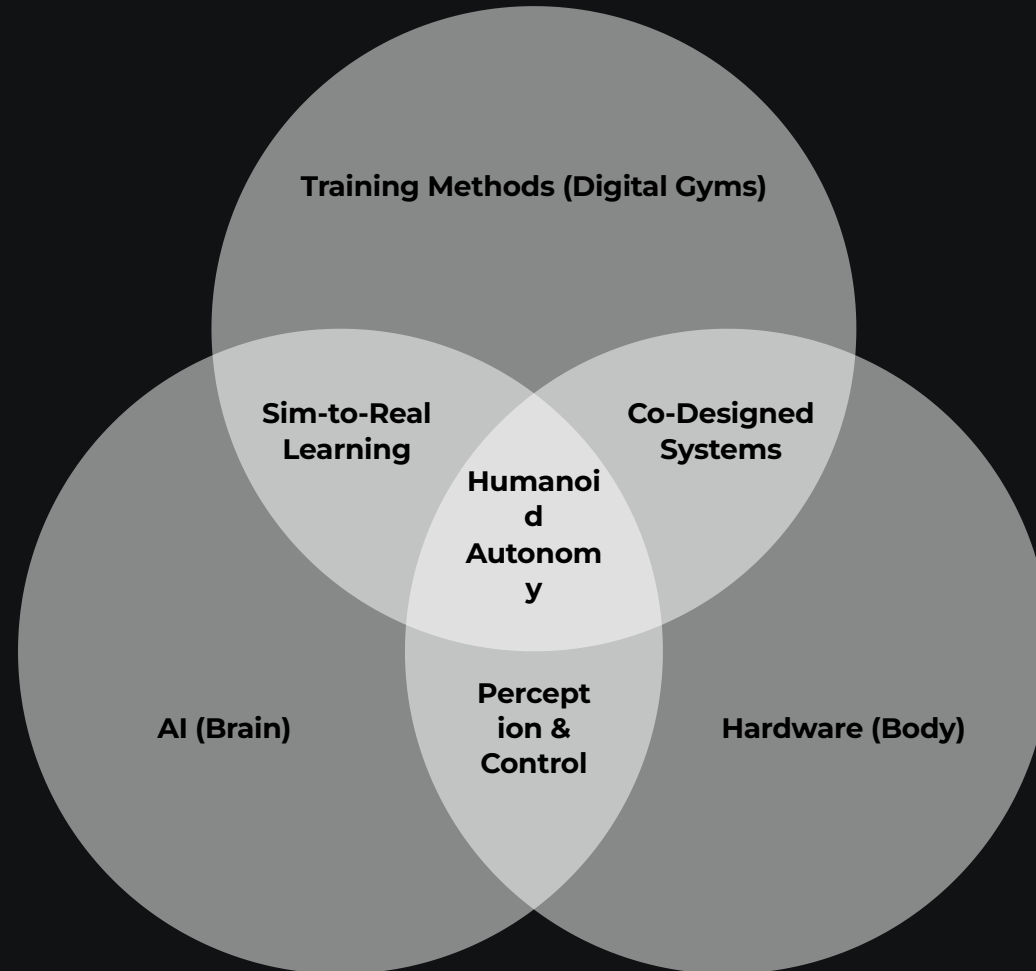 Training Methods (Digital Gyms)
Sim-to-Real
Learning
Co-Designed
Systems
Humanoi
d
Autonom
y
AI (Brain)
Percept
ion &
Control
Hardware (Body)